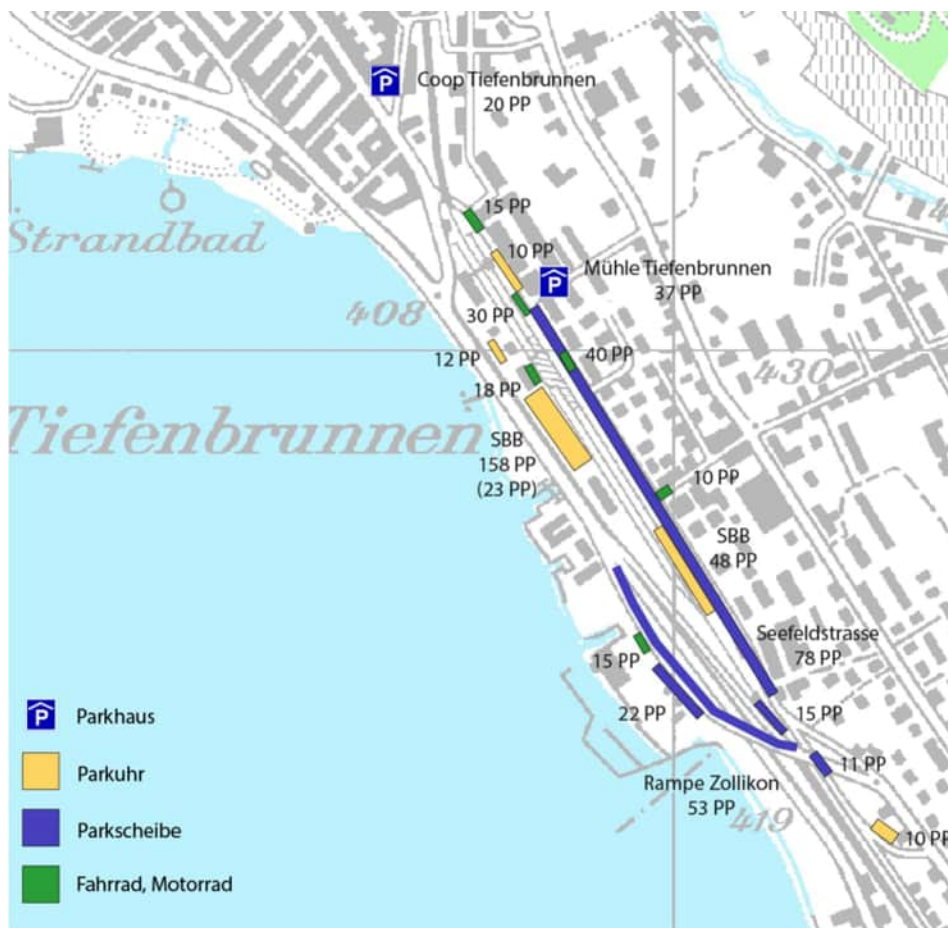 P
Coop Tiefenbrunnen
20 PP
15 PP
Strandbad
10 PP
P
Mühle Tiefenbrunnen
37 PP
408
30 PP
12 PP
40 PP
430
18 PP
Tiefenbrunnen
SBB
158 PP
(23 PP)
10 PP
SBB
48 PP
Seefeldstrasse
78 PP
15 PP
22 PP
15 PP
11 PP
Rampe Zollikon
53 PP
419
10 PP
P Parkhaus
Parkuhr
Parkscheibe
Fahrrad, Motorrad